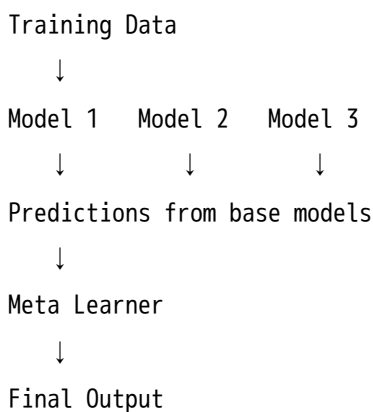 Training Data
↓
Model 1   Model 2   Model 3
↓   ↓   ↓
Predictions from base models
↓
Meta Learner
↓
Final Output